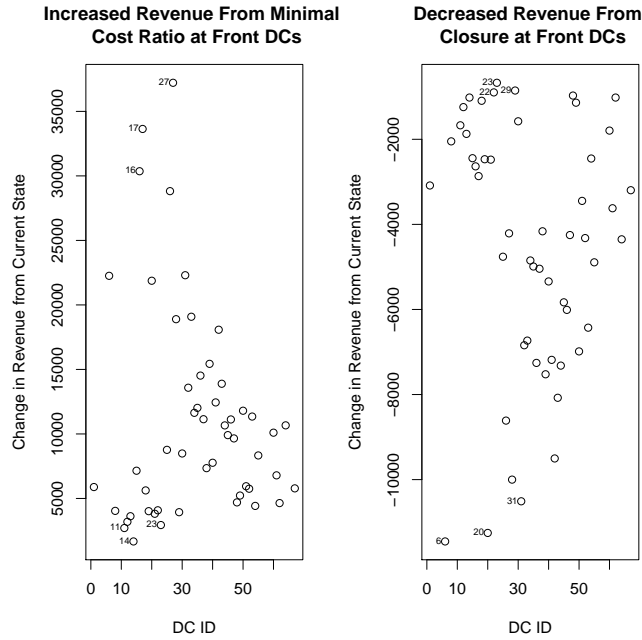 Increased Revenue From Minimal
Cost Ratio at Front DCs
Change in Revenue from Current State
5000 10000 15000 20000 25000 30000 35000
27
17
16
11
23
14
0 10 30 50
DC ID
Decreased Revenue From
Closure at Front DCs
Change in Revenue from Current State
−10000 −8000 −6000 −4000 −2000
23
22 29
31
20
6
0 10 30 50
DC ID